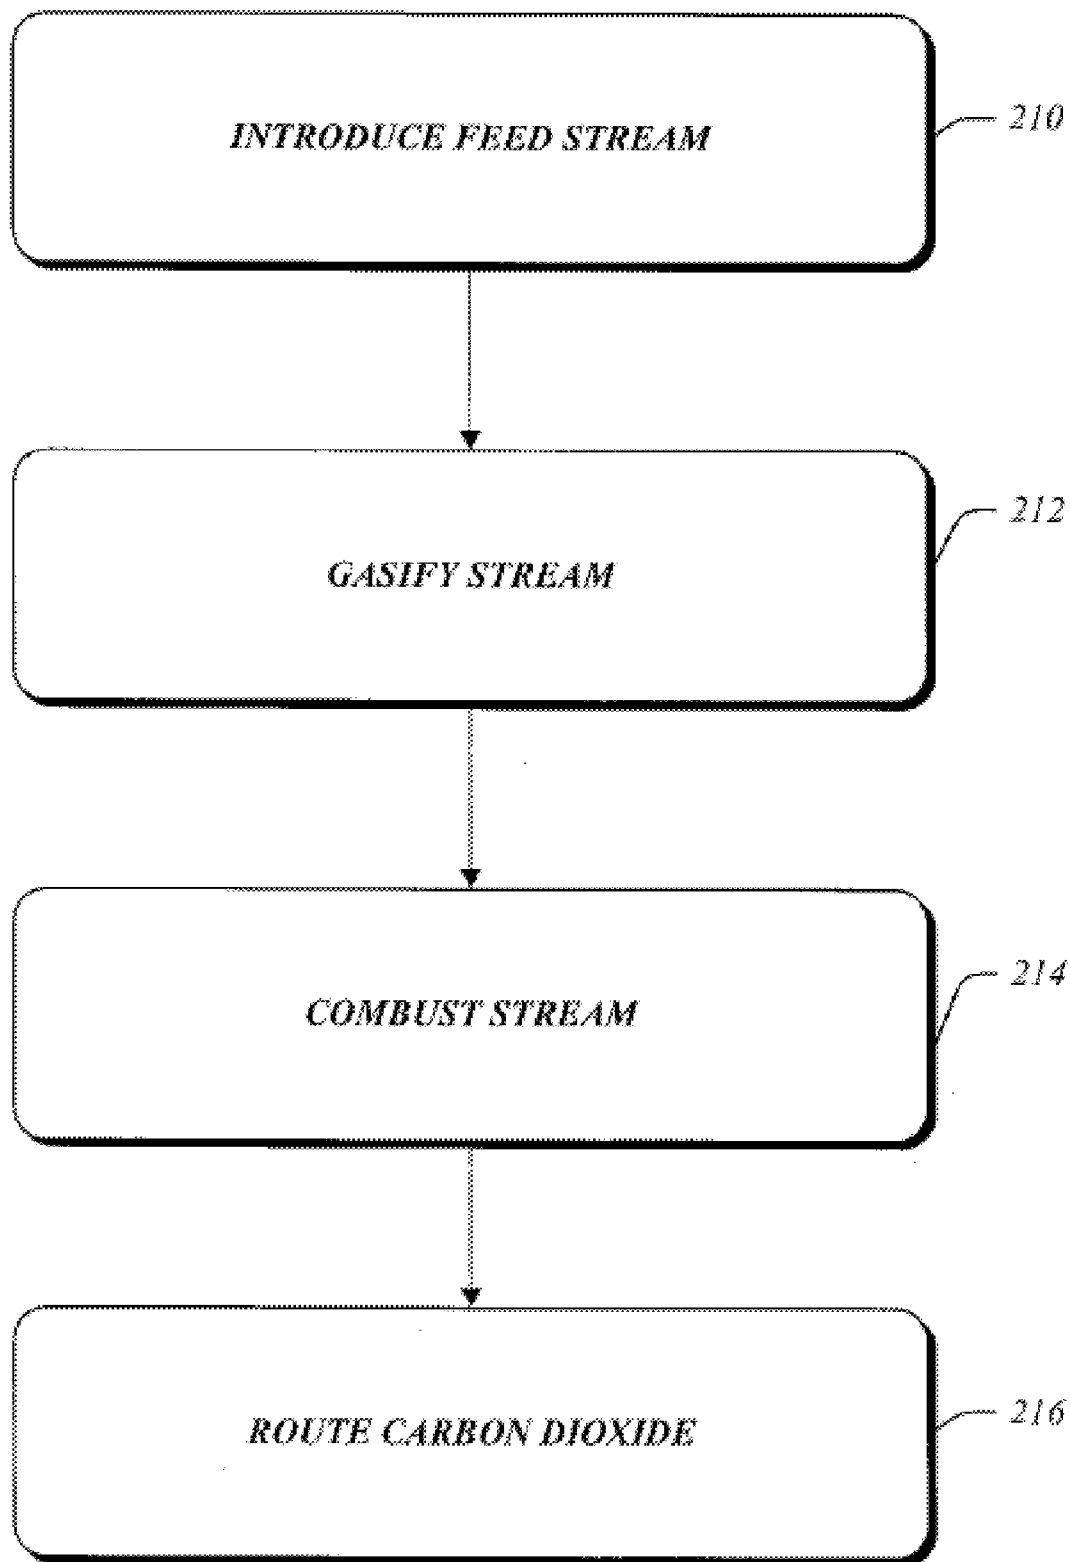 INTRODUCE FEED STREAM
210
GASIFY STREAM
212
COMBUST STREAM
214
ROUTE CARBON DIOXIDE
216